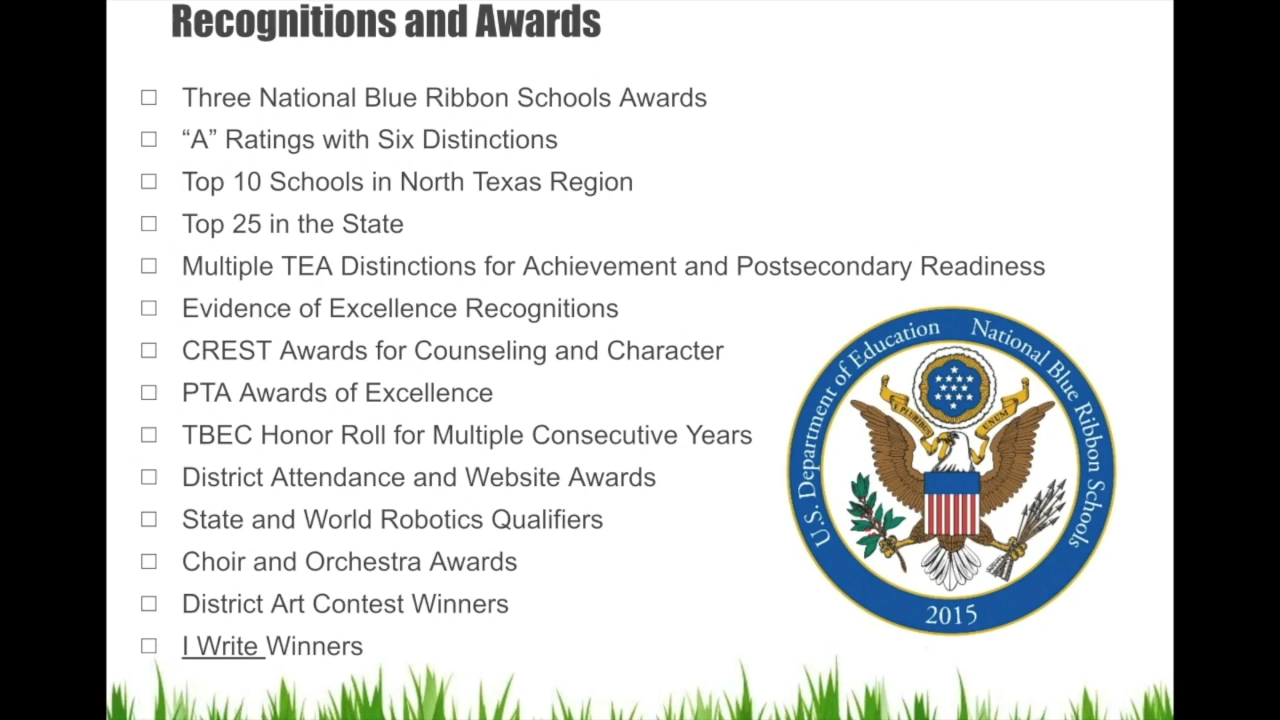 Recognitions and Awards
Three National Blue Ribbon Schools Awards
“A” Ratings with Six Distinctions
Top 10 Schools in North Texas Region
Top 25 in the State
Multiple TEA Distinctions for Achievement and Postsecondary Readiness
Evidence of Excellence Recognitions
CREST Awards for Counseling and Character
PTA Awards of Excellence
TBEC Honor Roll for Multiple Consecutive Years
District Attendance and Website Awards
State and World Robotics Qualifiers
Choir and Orchestra Awards
District Art Contest Winners
I Write Winners
U.S. Department of Education National Blue Ribbon Schools
E PLURIBUS UNUM
2015